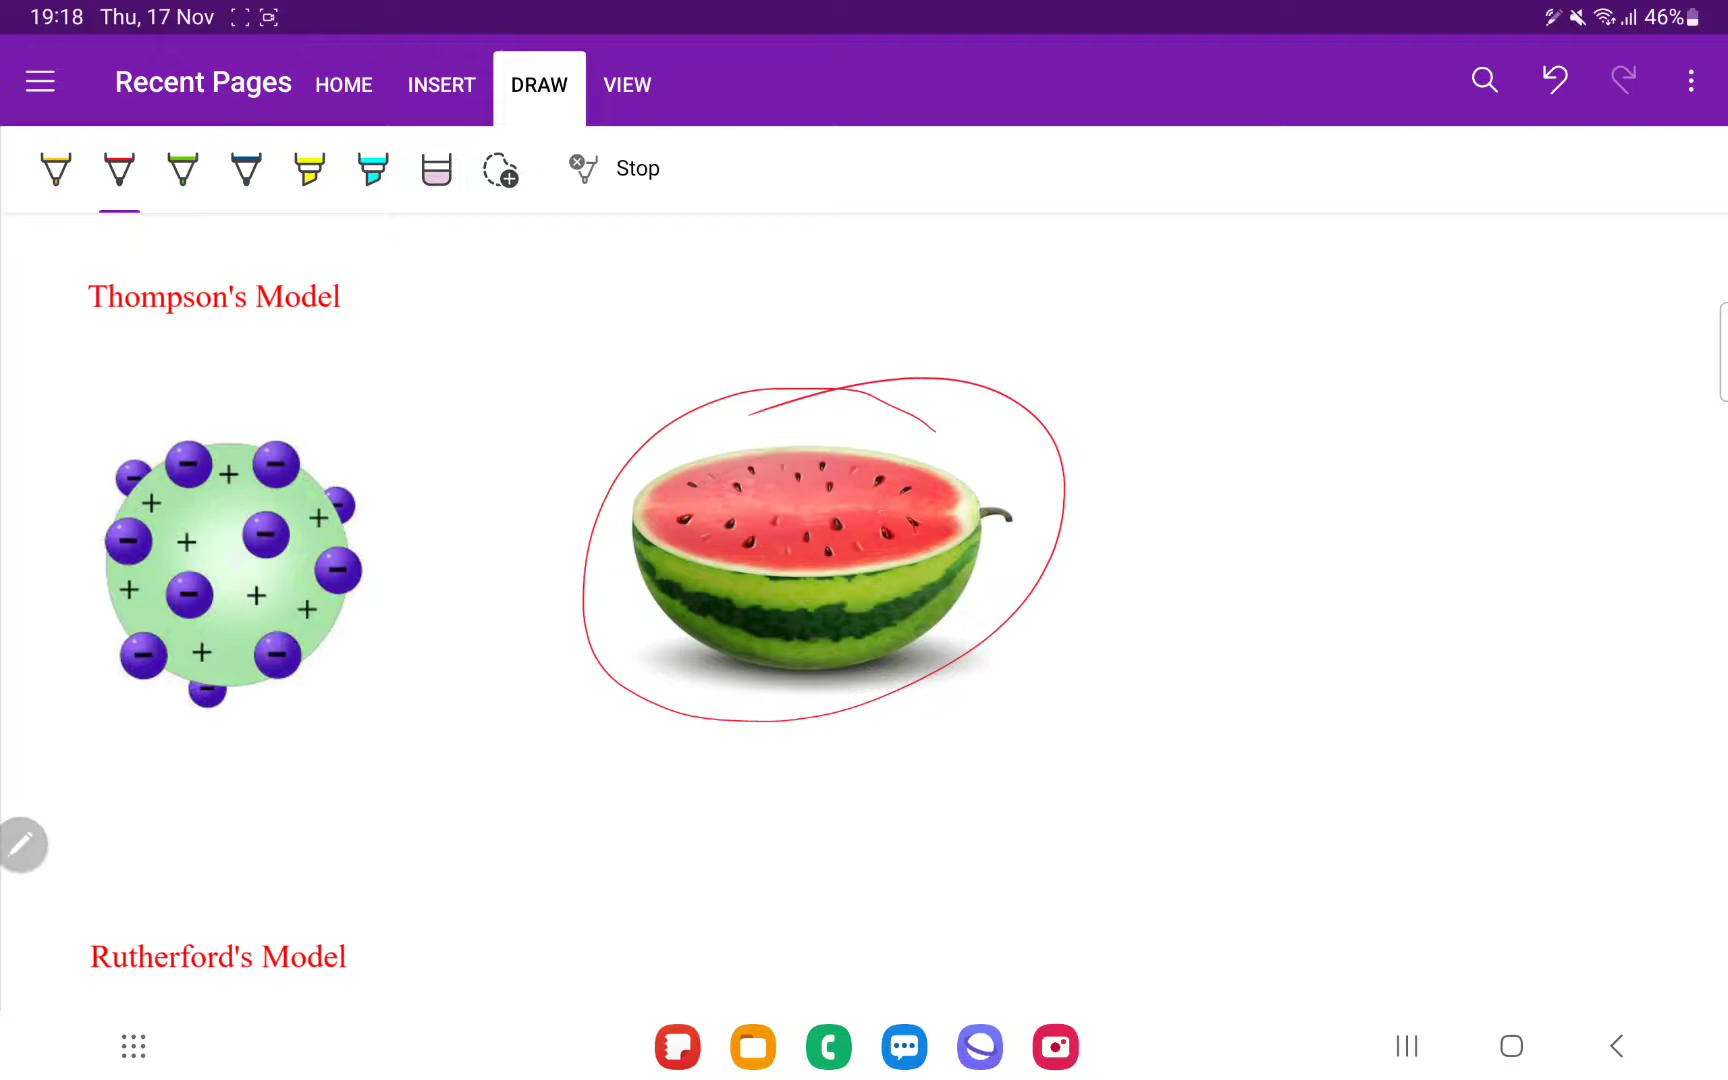 19:18 Thu, 17 Nov 46%
Recent Pages HOME INSERT DRAW VIEW
Stop
Thompson's Model
Rutherford's Model